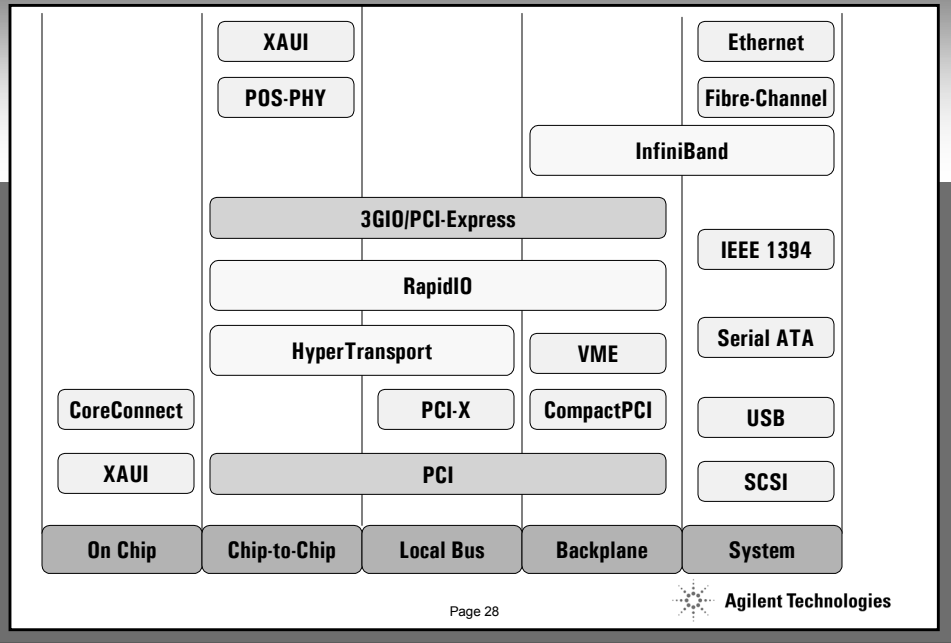 XAUI
Ethernet
POS-PHY
Fibre-Channel
InfiniBand
3GIO/PCI-Express
IEEE 1394
RapidIO
Serial ATA
HyperTransport
VME
CoreConnect
PCI-X
CompactPCI
USB
XAUI
PCI
SCSI
On Chip
Chip-to-Chip
Local Bus
Backplane
System
Page 28
Agilent Technologies